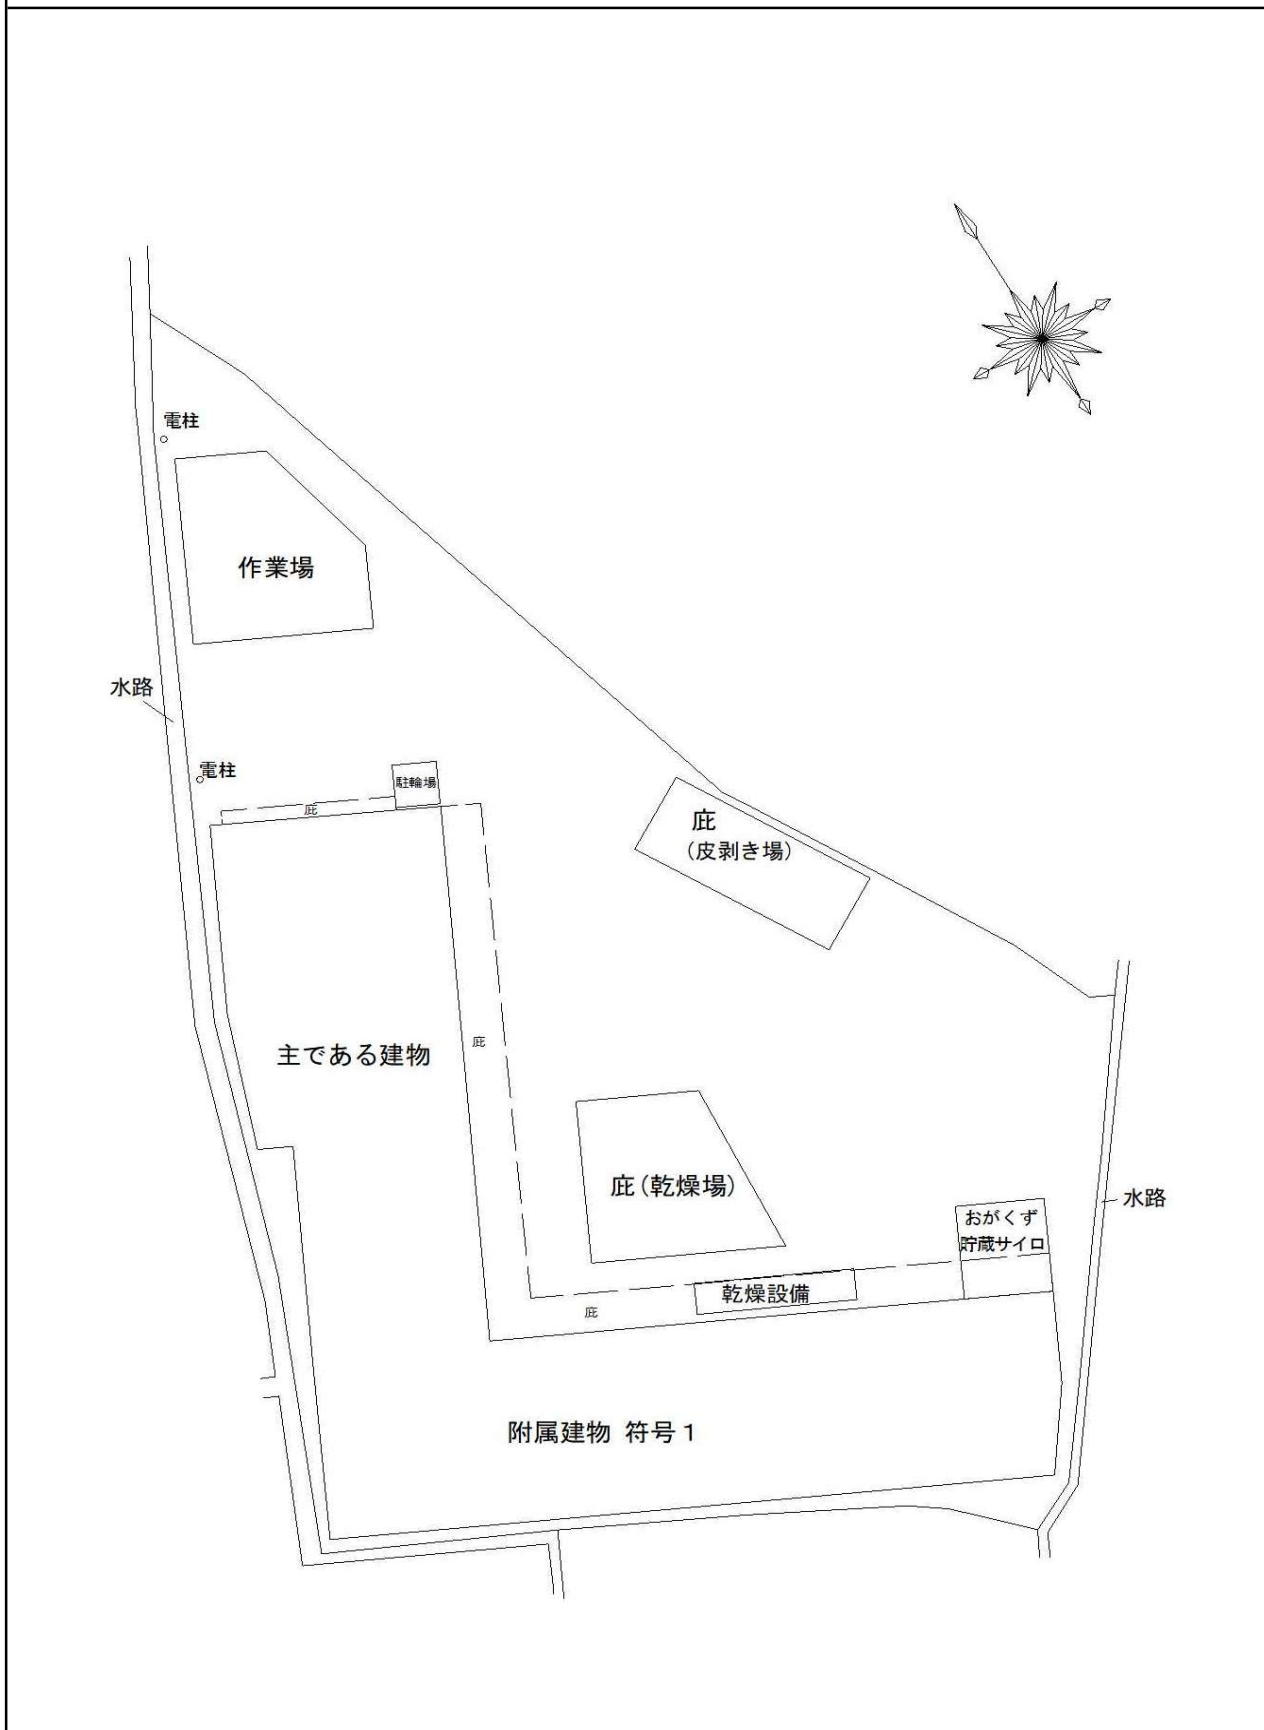 電柱
作業場
水路
電柱
駐輪場
庇
庇
(皮剥き場)
庇
主である建物
庇(乾燥場)
水路
おがくず
貯蔵サイロ
乾燥設備
庇
附属建物 符号1